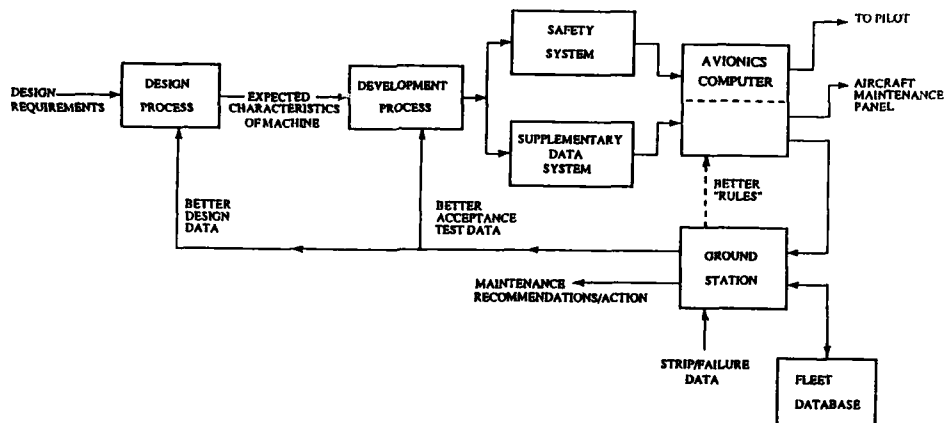 SAFETY
SYSTEM
TO PILOT
AVIONICS
COMPUTER
AIRCRAFT
MAINTENANCE
PANEL
DESIGN
REQUIREMENTS
DESIGN
PROCESS
EXPECTED
CHARACTERISTICS
OF MACHINE
DEVELOPMENT
PROCESS
SUPPLEMENTARY
DATA
SYSTEM
BETTER
"RULES"
BETTER
DESIGN
DATA
BETTER
ACCEPTANCE
TEST DATA
GROUND
STATION
MAINTENANCE
RECOMMENDATIONS/ACTION
STRIP/FAILURE
DATA
FLEET
DATABASE